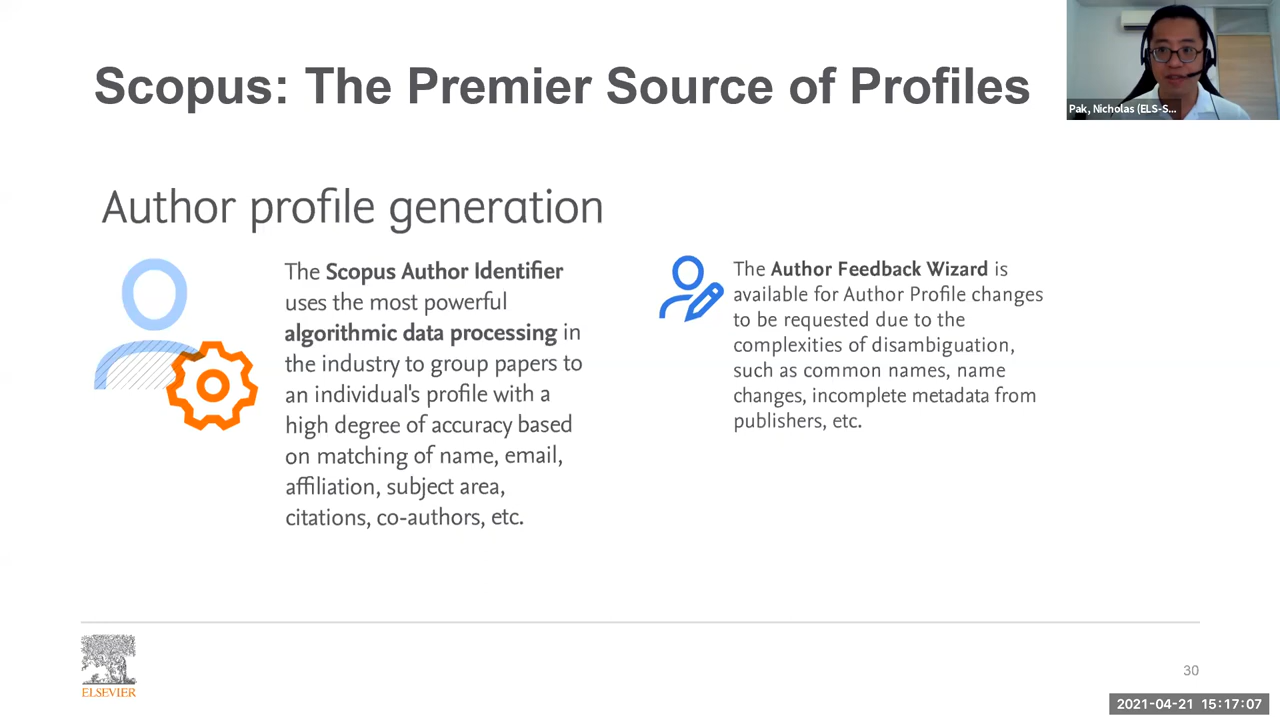 Scopus: The Premier Source of Profiles
Pak, Nicholas (ELS-S...
Author profile generation
The Scopus Author Identifier
uses the most powerful
algorithmic data processing in
the industry to group papers to
an individual's profile with a
high degree of accuracy based
on matching of name, email,
affiliation, subject area,
citations, co-authors, etc.
The Author Feedback Wizard is
available for Author Profile changes
to be requested due to the
complexities of disambiguation,
such as common names, name
changes, incomplete metadata from
publishers, etc.
ELSEVIER
30
2021-04-21 15:17:07